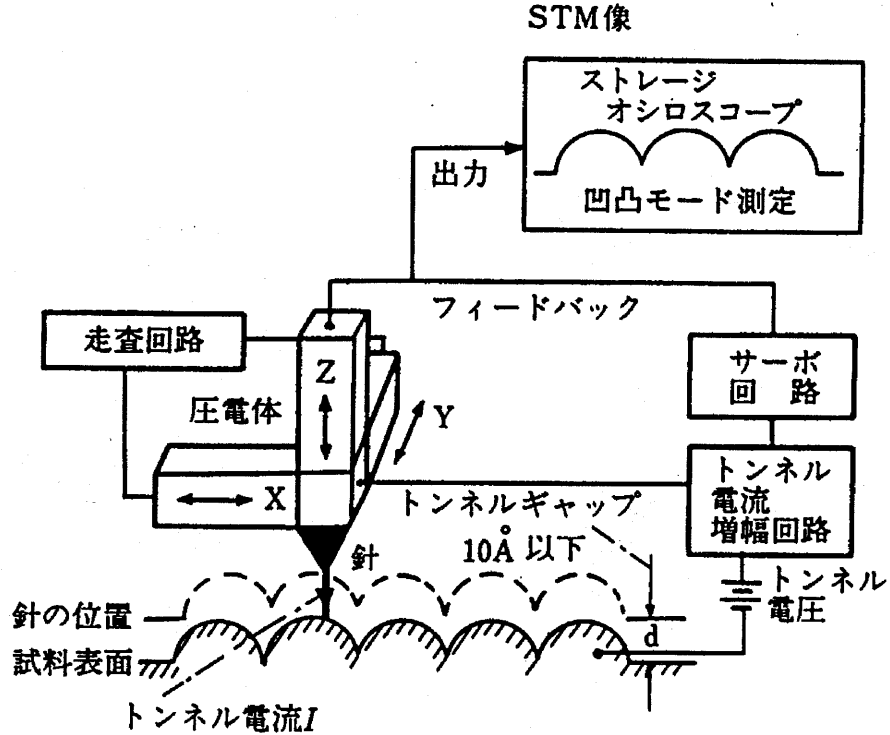 STM像
ストレージ
オシロスコープ
出力
凹凸モード測定
フィードバック
走査回路
サーボ
回路
Z
圧電体
Y
X
トンネル
電流
増幅回路
トンネルギャップ
10Å 以下
針
トンネル
電圧
針の位置
d
試料表面
トンネル電流I